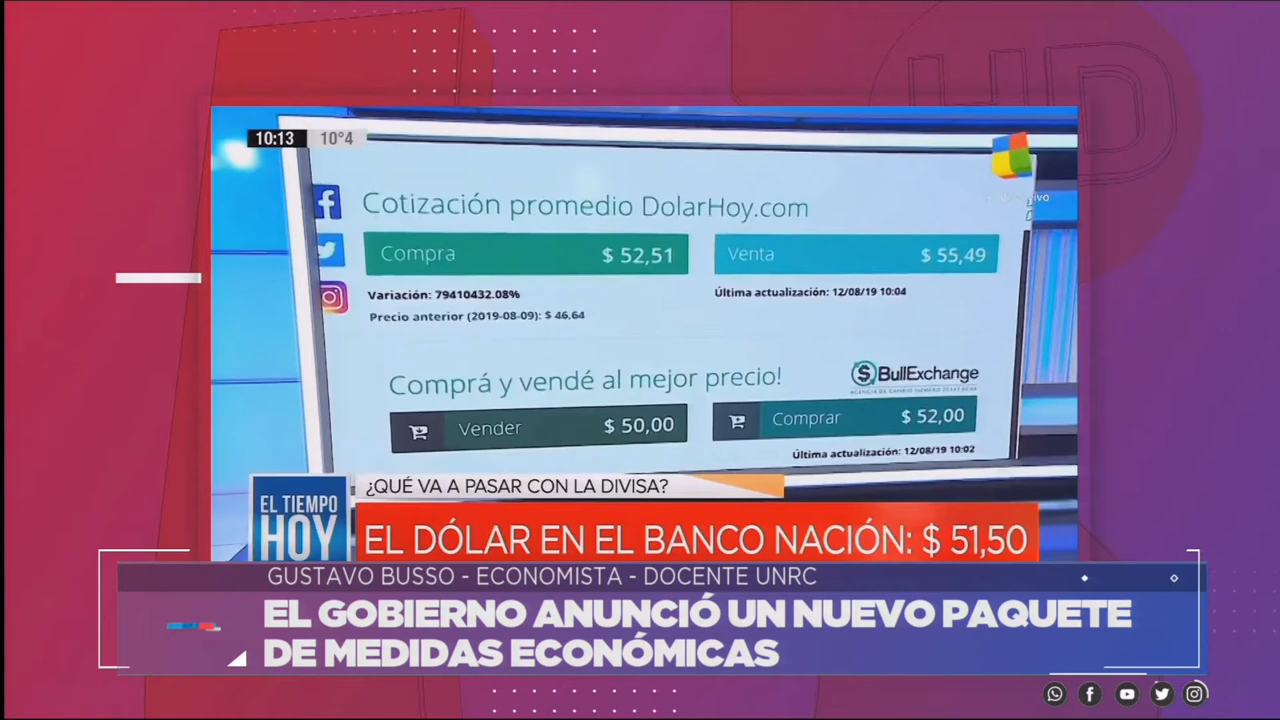 HD
10:13 10°4
Cotización promedio DolarHoy.com
Compra $ 52,51
Venta $ 55,49
Variación: 79410432.08%
Última actualización: 12/08/19 10:04
Precio anterior (2019-08-09): $ 46,64
Comprá y vendé al mejor precio!
BullExchange
Vender $ 50,00
Comprar $ 52,00
Última actualización: 12/08/19 10:02
¿QUÉ VA A PASAR CON LA DIVISA?
EL TIEMPO
HOY
EL DÓLAR EN EL BANCO NACIÓN: $ 51,50
GUSTAVO BUSSO - ECONOMISTA - DOCENTE UNRC
EL GOBIERNO ANUNCIÓ UN NUEVO PAQUETE
DE MEDIDAS ECONÓMICAS